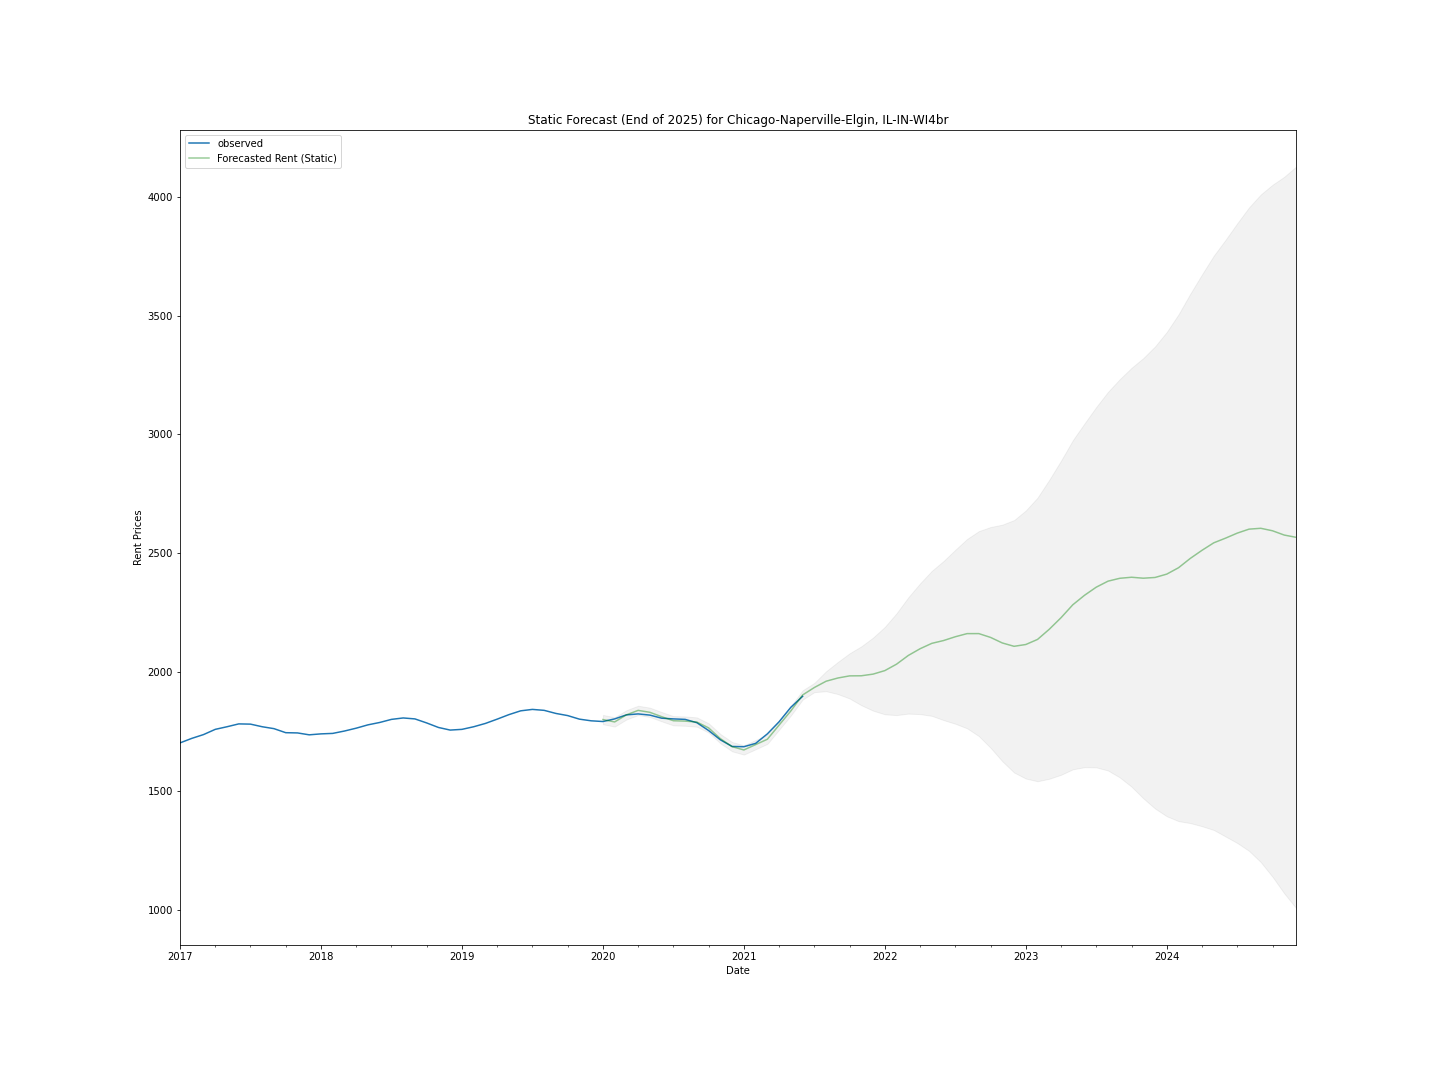 Static Forecast (End of 2025) for Chicago-Naperville-Elgin, IL-IN-WI4br
observed
Forecasted Rent (Static)
4000
3500
3000
2500
2000
1500
1000
Rent Prices
2017 2018 2019 2020 2021 2022 2023 2024
Date